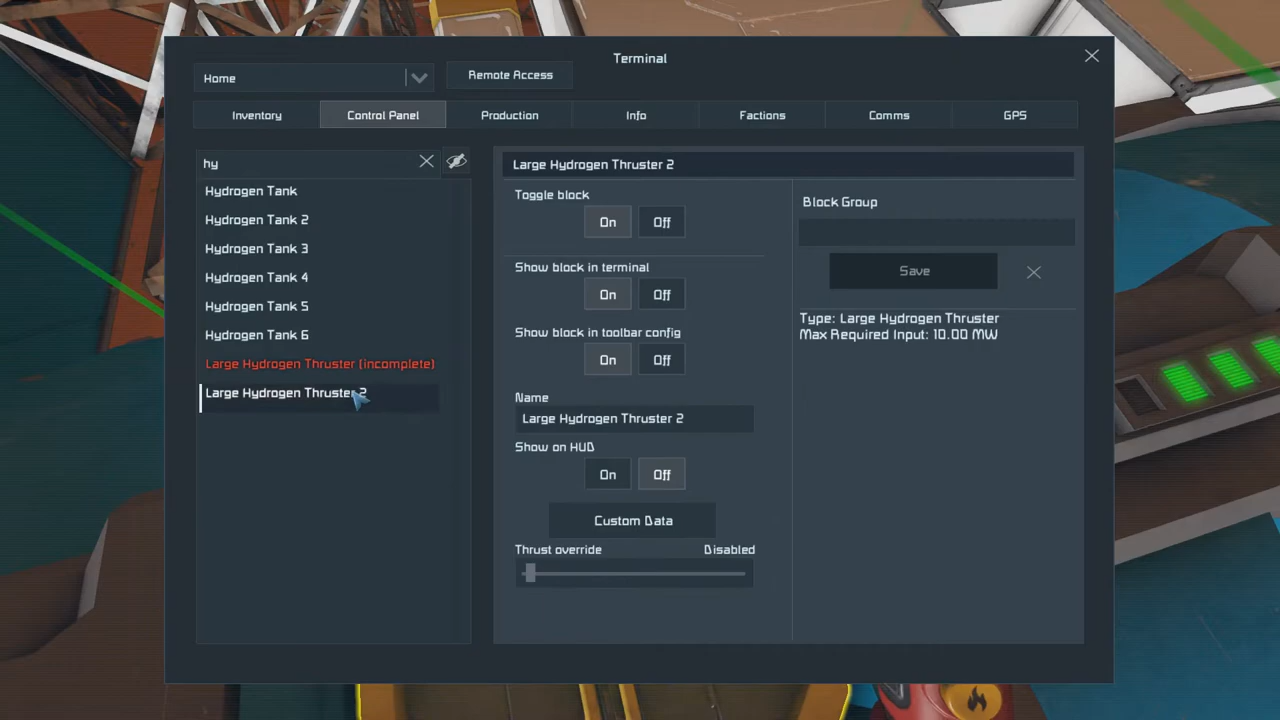 Terminal
Home
Remote Access
Inventory
Control Panel
Production
Info
Factions
Comms
GPS
hy
Hydrogen Tank
Hydrogen Tank 2
Hydrogen Tank 3
Hydrogen Tank 4
Hydrogen Tank 5
Hydrogen Tank 6
Large Hydrogen Thruster (incomplete)
Large Hydrogen Thruster 2
Large Hydrogen Thruster 2
Toggle block
On Off
Show block in terminal
On Off
Show block in toolbar config
On Off
Name
Large Hydrogen Thruster 2
Show on HUD
On Off
Custom Data
Thrust override Disabled
Block Group
Save
Type: Large Hydrogen Thruster
Max Required Input: 10.00 MW